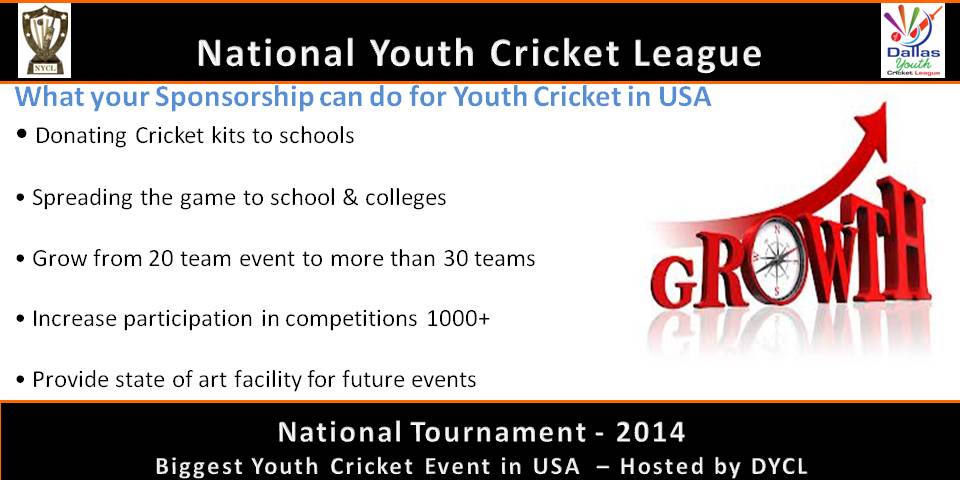 NYCL
National Youth Cricket League
Dallas
Youth
Cricket League
What your Sponsorship can do for Youth Cricket in USA
• Donating Cricket kits to schools
• Spreading the game to school & colleges
• Grow from 20 team event to more than 30 teams
• Increase participation in competitions 1000+
• Provide state of art facility for future events
GROWTH
N
E
S
W
National Tournament - 2014
Biggest Youth Cricket Event in USA – Hosted by DYCL